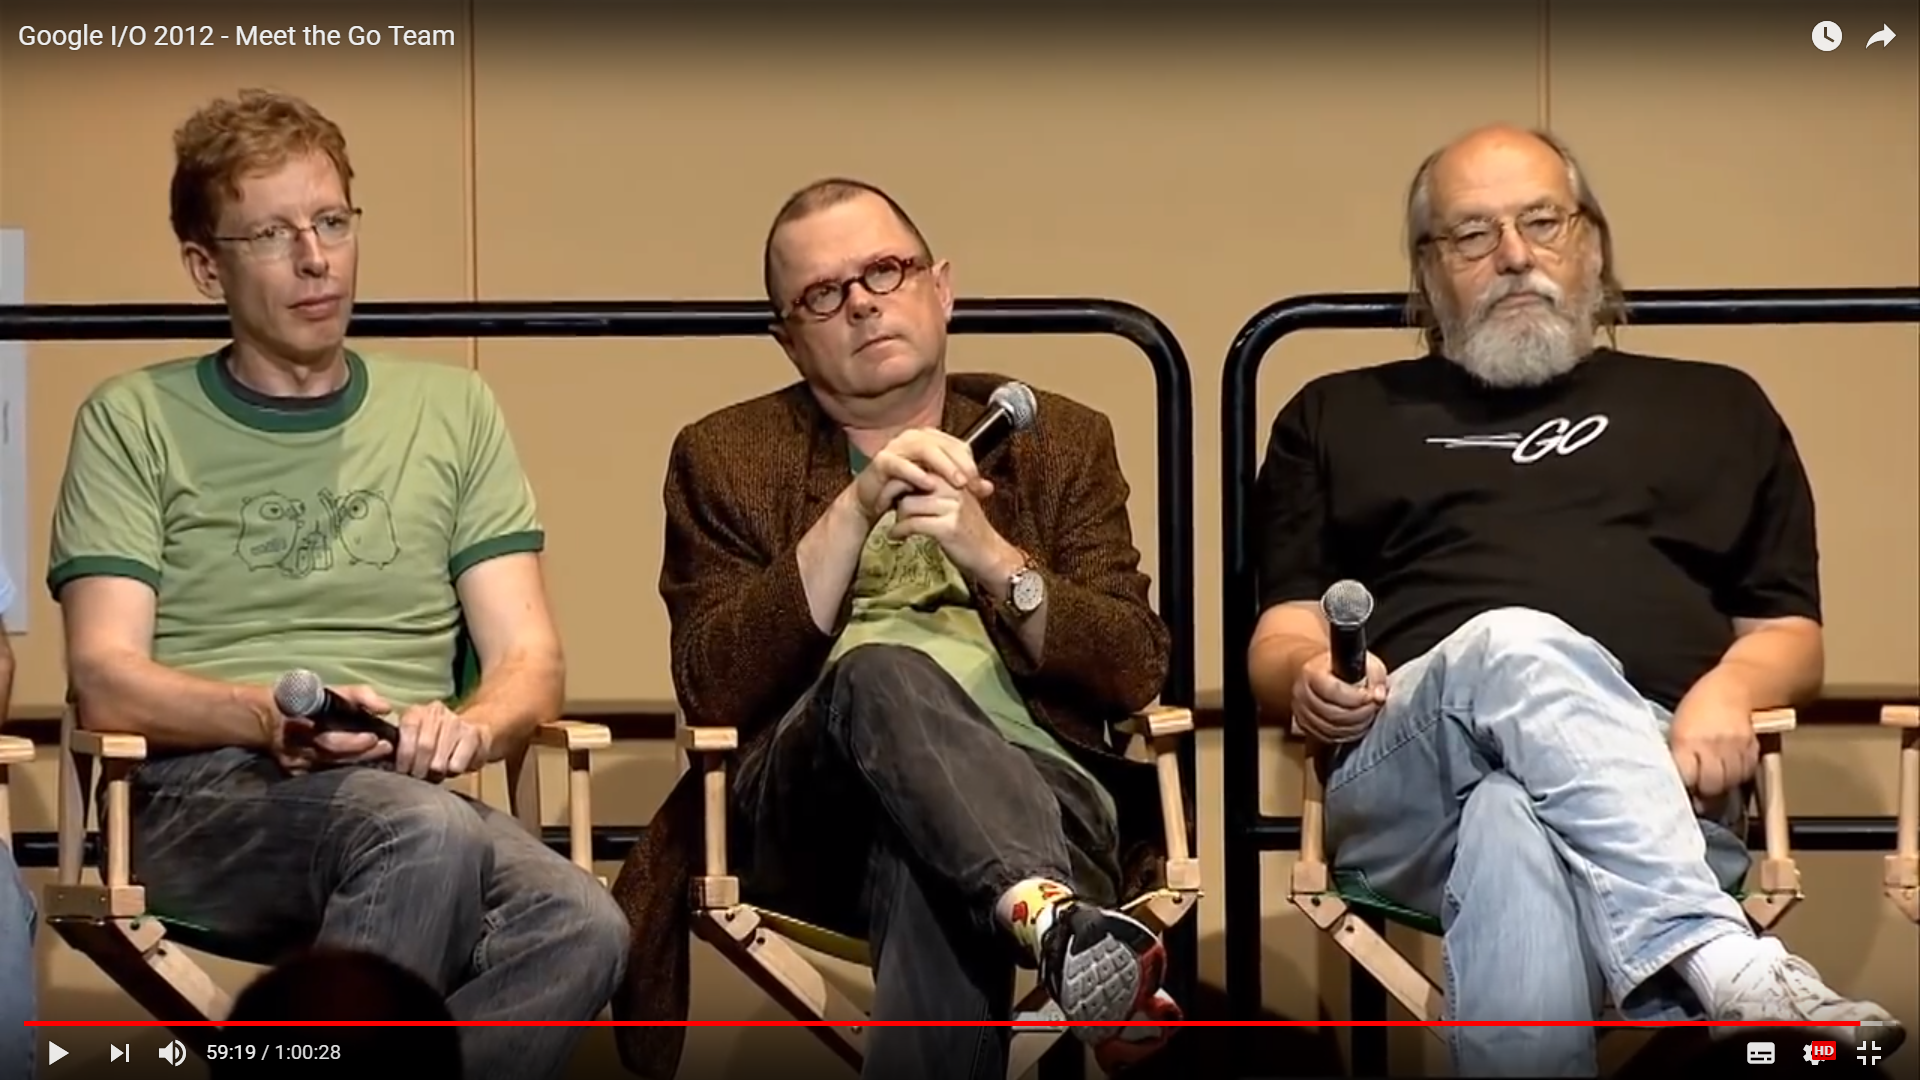 Google I/O 2012 - Meet the Go Team
GO
59:19 / 1:00:28
HD